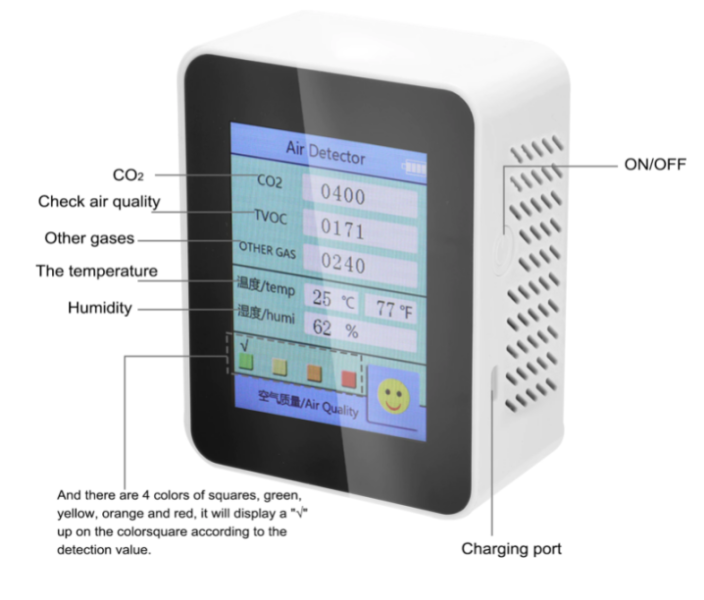 Air Detector
CO2
0400
TVOC
0171
OTHER GAS
0240
温度/temp
25 ℃ 77 ℉
湿度/humi
62 %
√
空气质量/Air Quality
CO₂
Check air quality
Other gases
The temperature
Humidity
And there are 4 colors of squares, green,
yellow, orange and red, it will display a "√"
up on the colorsquare according to the
detection value.
ON/OFF
Charging port